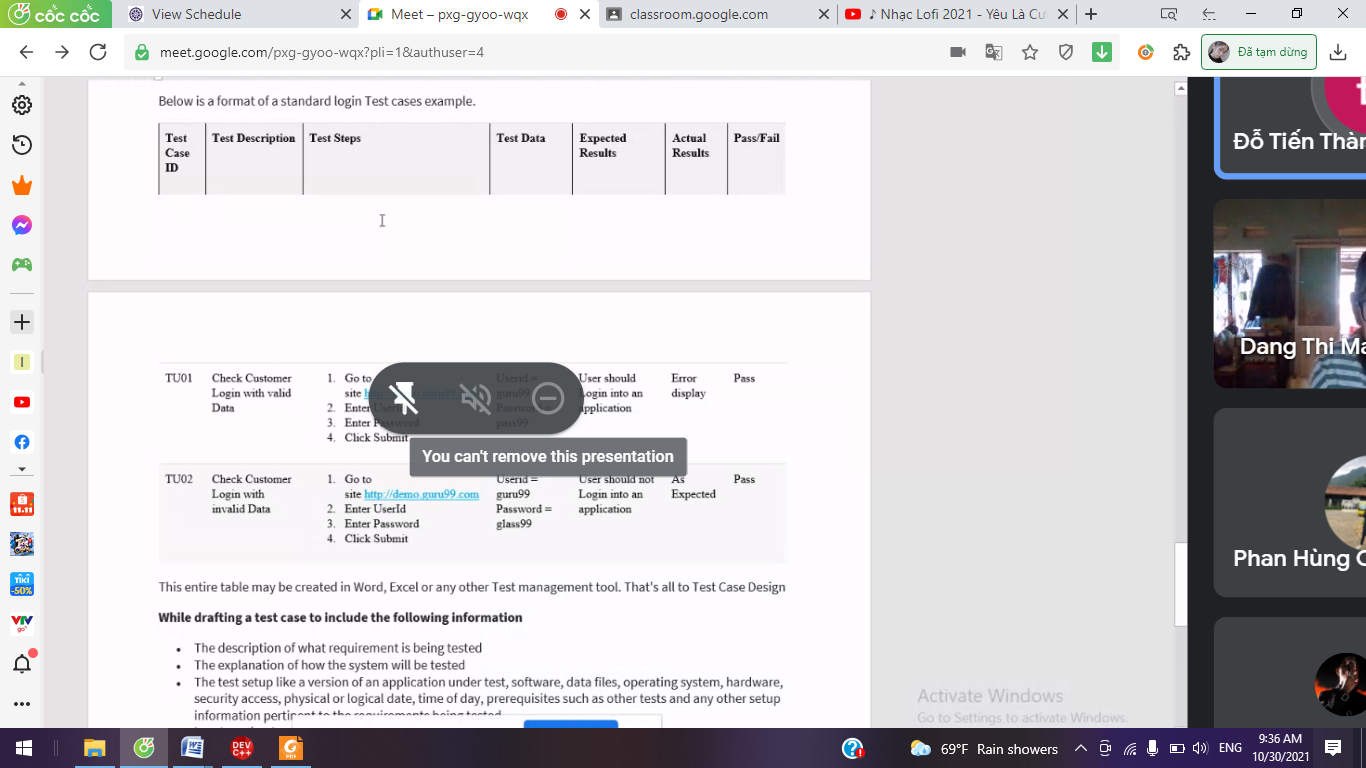 cốc cốc
View Schedule
Meet – pxg-gyoo-wqx
classroom.google.com
♪ Nhạc Lofi 2021 - Yêu Là Cư
meet.google.com/pxg-gyoo-wqx?pli=1&authuser=4
Đã tạm dừng
Below is a format of a standard login Test cases example.
Test Case ID Test Description Test Steps Test Data Expected Results Actual Results Pass/Fail
TU01 Check Customer Login with valid Data
1. Go to
site
2. Enter UserId
3. Enter Password
4. Click Submit
Userid =
guru99
Password
pass99
User should
Login into an
application
Error
display
Pass
You can't remove this presentation
TU02 Check Customer Login with invalid Data
1. Go to
site http://demo.guru99.com
2. Enter UserId
3. Enter Password
4. Click Submit
Userid =
guru99
Password =
glass99
User should not
Login into an
application
As
Expected
Pass
This entire table may be created in Word, Excel or any other Test management tool. That's all to Test Case Design
While drafting a test case to include the following information
• The description of what requirement is being tested
• The explanation of how the system will be tested
• The test setup like a version of an application under test, software, data files, operating system, hardware,
security access, physical or logical date, time of day, prerequisites such as other tests and any other setup
information pertinent to the requirements being tested
Đỗ Tiến Thàn
Dang Thi Ma
Phan Hùng
Activate Windows
Go to Settings to activate Windows.
I
11.11
TIKI
-50%
VTV
go
W
DEV
C++
PDF
69°F Rain showers
ENG
9:36 AM
10/30/2021